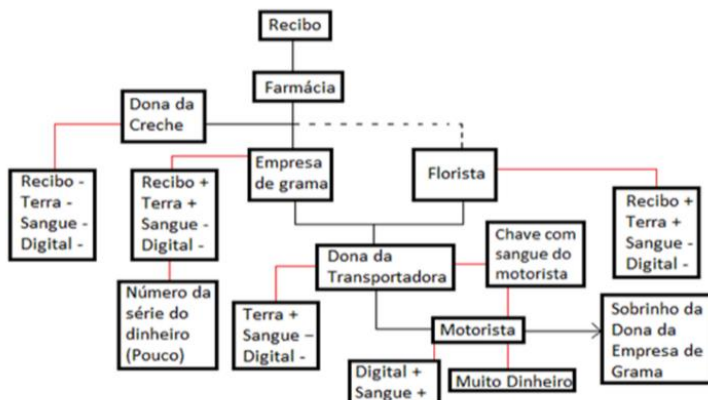 Recibo
Farmácia
Dona da
Creche
Empresa
de grama
Florista
Recibo -
Terra -
Sangue -
Digital -
Recibo +
Terra +
Sangue -
Digital -
Recibo +
Terra +
Sangue -
Digital -
Dona da
Transportadora
Chave com
sangue do
motorista
Número da
série do
dinheiro
(Pouco)
Terra +
Sangue –
Digital -
Motorista
Sobrinho da
Dona da
Empresa de
Grama
Digital +
Sangue +
Muito Dinheiro